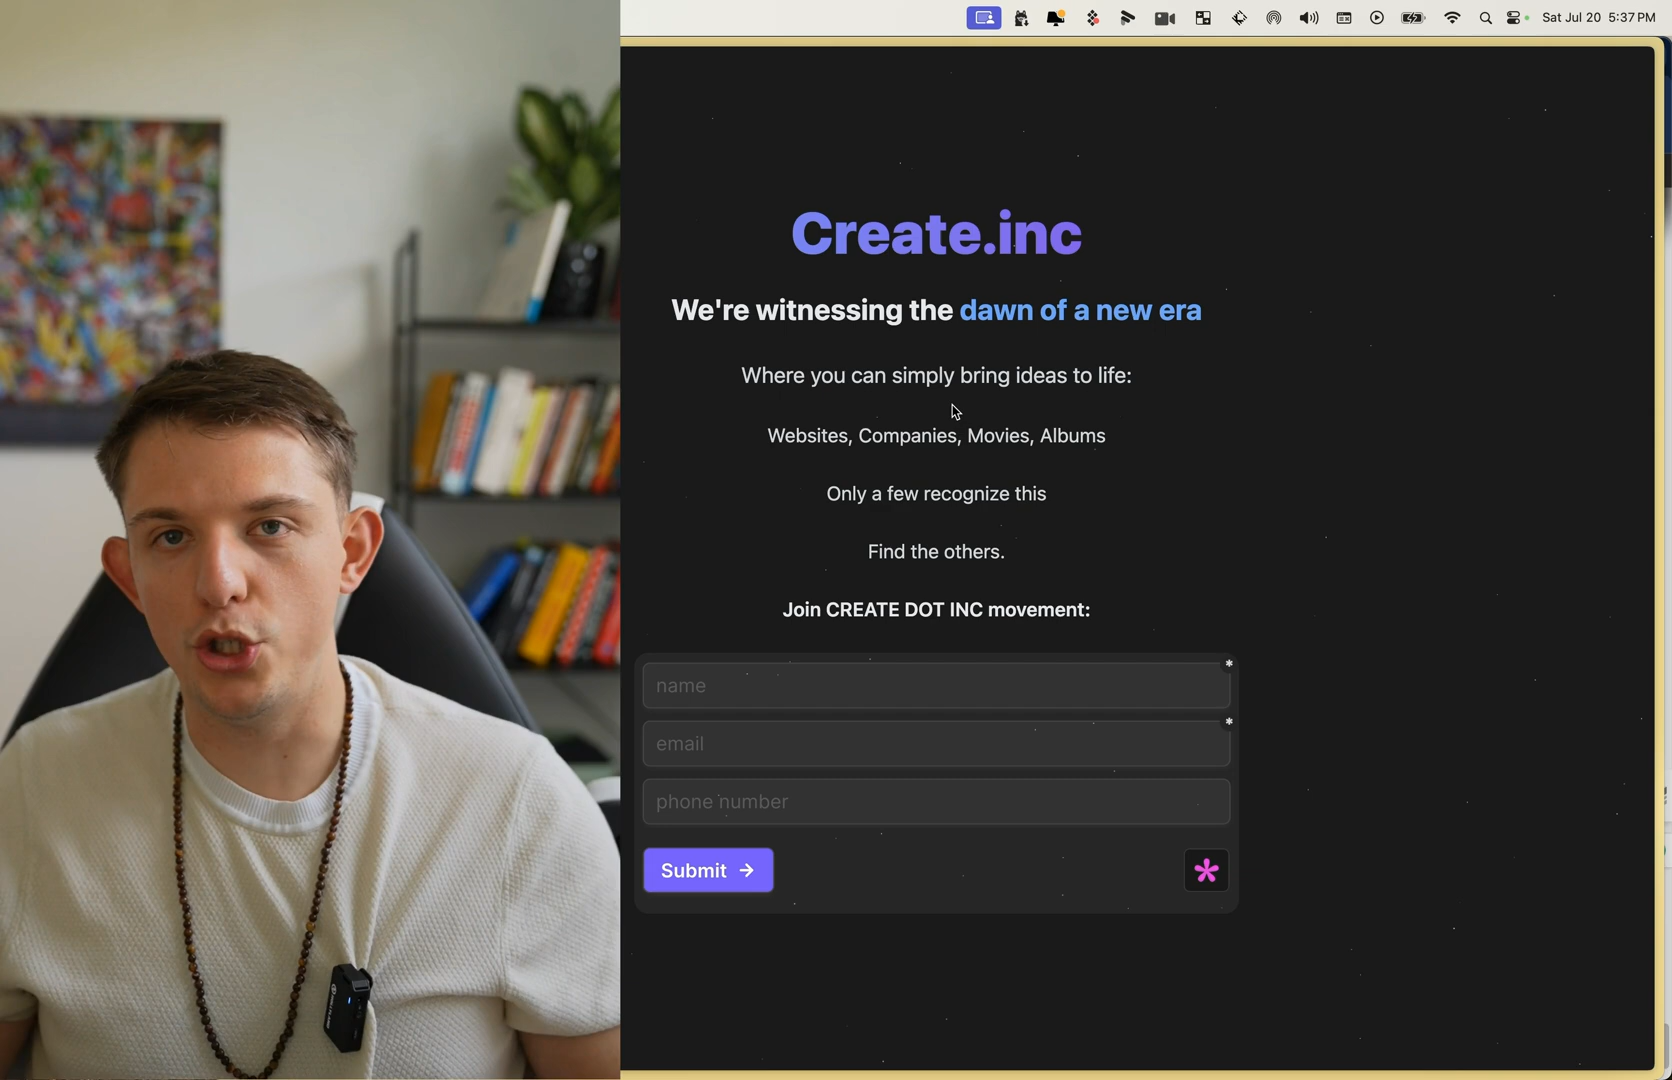 Sat Jul 20 5:37 PM
Create.inc
We're witnessing the dawn of a new era
Where you can simply bring ideas to life:
Websites, Companies, Movies, Albums
Only a few recognize this
Find the others.
Join CREATE DOT INC movement:
name
*
email
*
phone number
Submit →